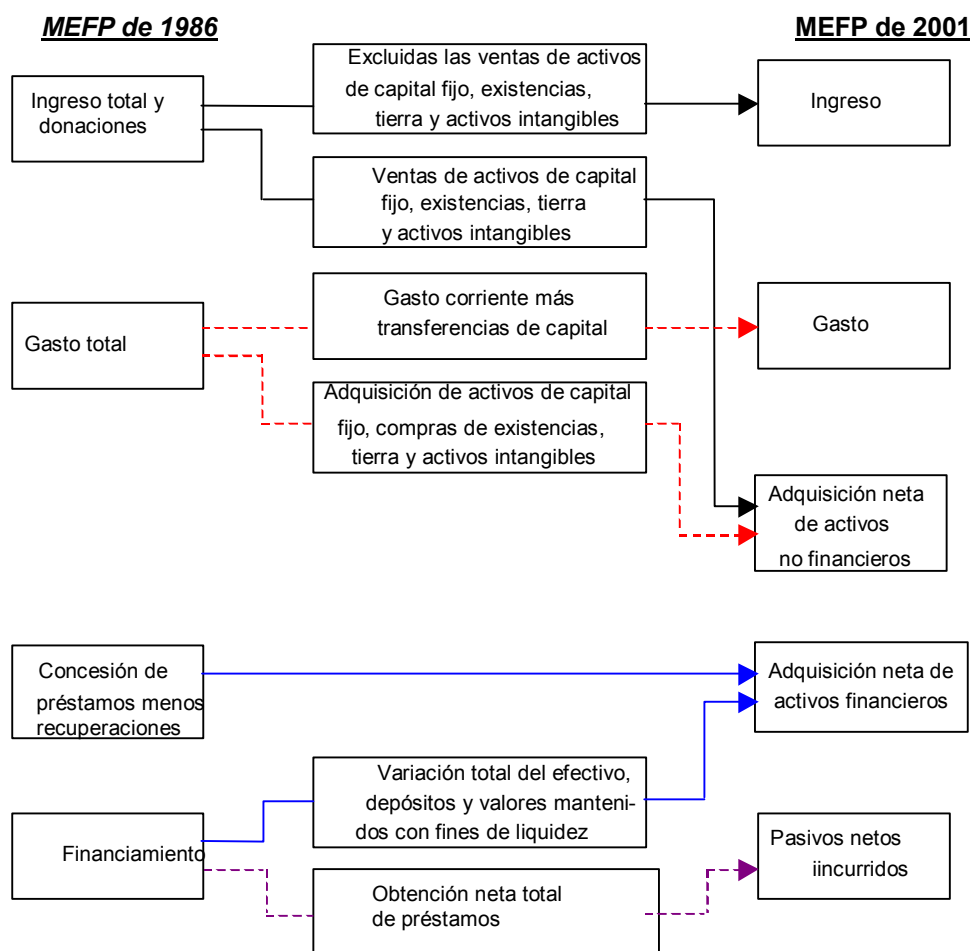 MEFP de 1986
MEFP de 2001
Ingreso total y
donaciones
Excluidas las ventas de activos
de capital fijo, existencias,
tierra y activos intangibles
Ingreso
Ventas de activos de capital
fijo, existencias, tierra
y activos intangibles
Gasto total
Gasto corriente más
transferencias de capital
Gasto
Adquisición de activos de capital
fijo, compras de existencias,
tierra y activos intangibles
Adquisición neta
de activos
no financieros
Concesión de
préstamos menos
recuperaciones
Adquisición neta de
activos financieros
Variación total del efectivo,
depósitos y valores manteni-
dos con fines de liquidez
Financiamiento
Pasivos netos
iincurridos
Obtención neta total
de préstamos